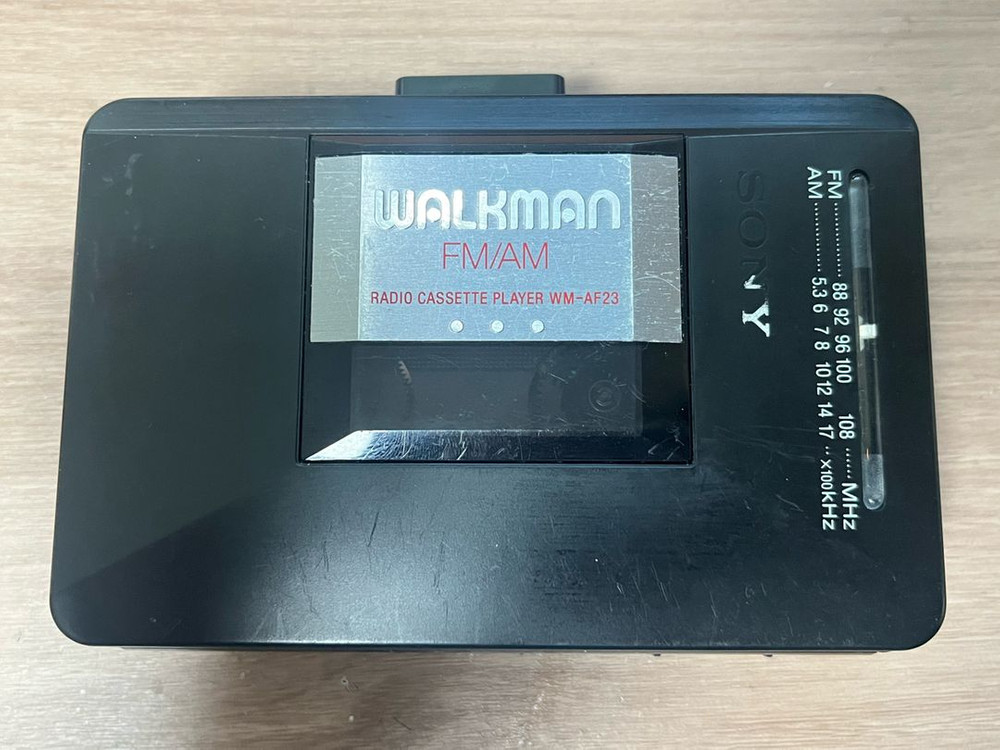 WALKMAN
FM/AM
RADIO CASSETTE PLAYER WM-AF23
SONY
FM 88 92 96 100 108 MHz
AM 5.3 6 7 8 10 12 14 17 X100KHz